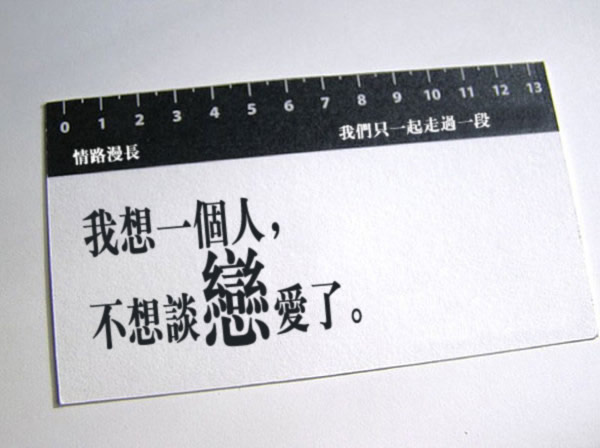 0 1 2 3 4 5 6 7 8 9 10 11 12 13
情路漫長 我們只一起走過一段
我想一個人，
不想談戀愛了。